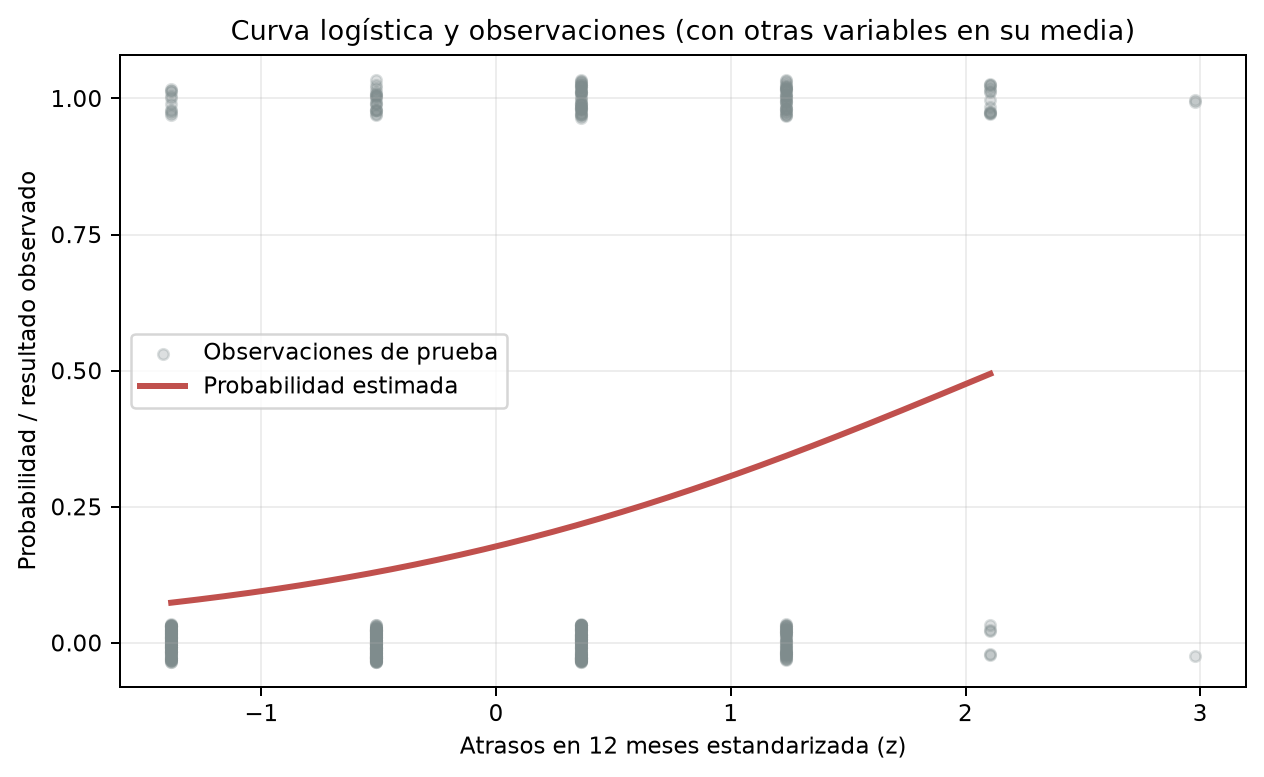 Curva logística y observaciones (con otras variables en su media)
Probabilidad / resultado observado
1.00
0.75
0.50
0.25
0.00
Observaciones de prueba
Probabilidad estimada
−1
0
1
2
3
Atrasos en 12 meses estandarizada (z)